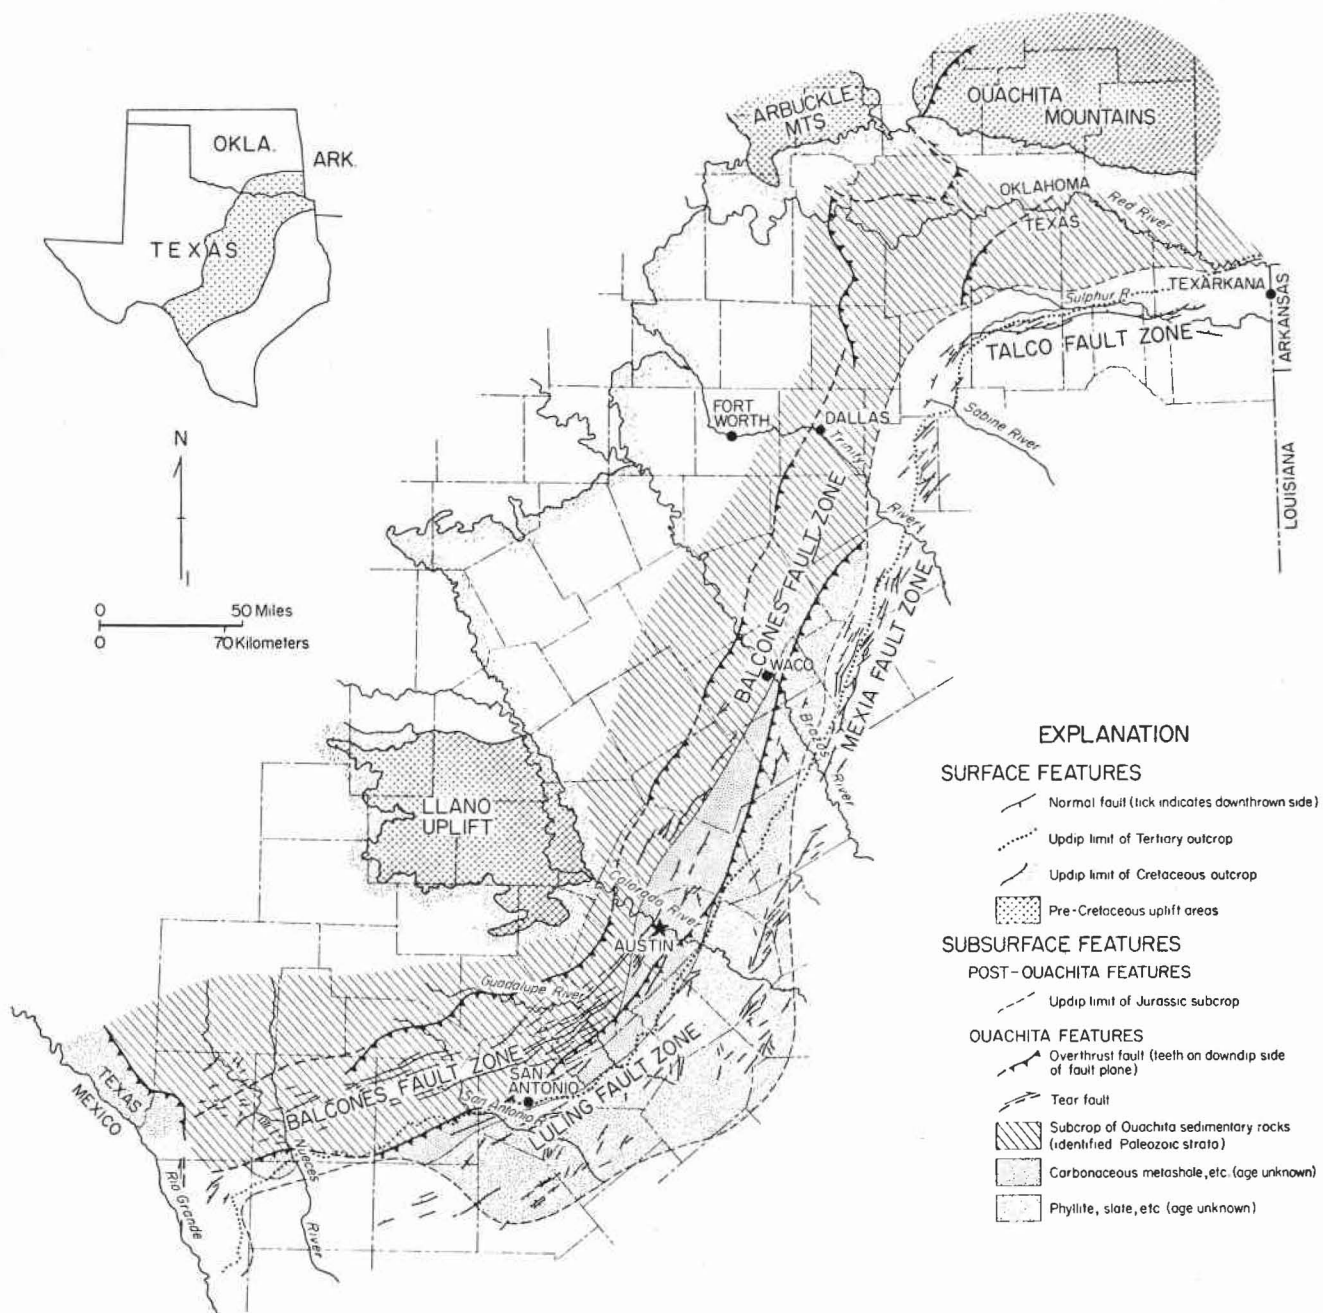 OKLA.
ARK.
TEXAS
N
0 50 Miles
0 70 Kilometers
ARBUCKLE
MTS
OUACHITA
MOUNTAINS
OKLAHOMA
TEXAS
Red River
TEXARKANA
Sulphur R
ARKANSAS
LOUISIANA
TALCO FAULT ZONE
Sabine River
FORT
WORTH
DALLAS
Trinity
River
BALCONES FAULT ZONE
MEXIA FAULT ZONE
WACO
Brazos
River
LLANO
UPLIFT
Colorado River
AUSTIN
Guadalupe River
BALCONES FAULT ZONE
SAN
ANTONIO
San Antonio R
LULING FAULT ZONE
TEXAS
MEXICO
Rio Grande
Nueces
River
EXPLANATION
SURFACE FEATURES
Normal fault (tick indicates downthrown side)
Updip limit of Tertiary outcrop
Updip limit of Cretaceous outcrop
Pre-Cretaceous uplift areas
SUBSURFACE FEATURES
POST-OUACHITA FEATURES
Updip limit of Jurassic subcrop
OUACHITA FEATURES
Overthrust fault (teeth on downdip side
of fault plane)
Tear fault
Subcrop of Ouachita sedimentary rocks
(identified Paleozoic strata)
Carbonaceous metashale, etc. (age unknown)
Phyllite, slate, etc (age unknown)